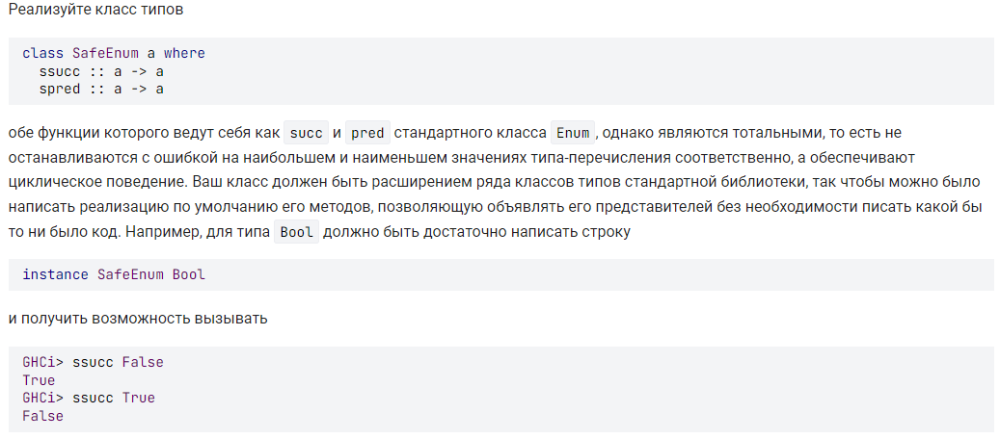 Реализуйте класс типов
class SafeEnum a where
  ssucc :: a -> a
  spred :: a -> a
обе функции которого ведут себя как succ и pred стандартного класса Enum , однако являются тотальными, то есть не
останавливаются с ошибкой на наибольшем и наименьшем значениях типа-перечисления соответственно, а обеспечивают
циклическое поведение. Ваш класс должен быть расширением ряда классов типов стандартной библиотеки, так чтобы можно было
написать реализацию по умолчанию его методов, позволяющую объявлять его представителей без необходимости писать какой бы
то ни было код. Например, для типа Bool должно быть достаточно написать строку
instance SafeEnum Bool
и получить возможность вызывать
GHCi> ssucc False
True
GHCi> ssucc True
False